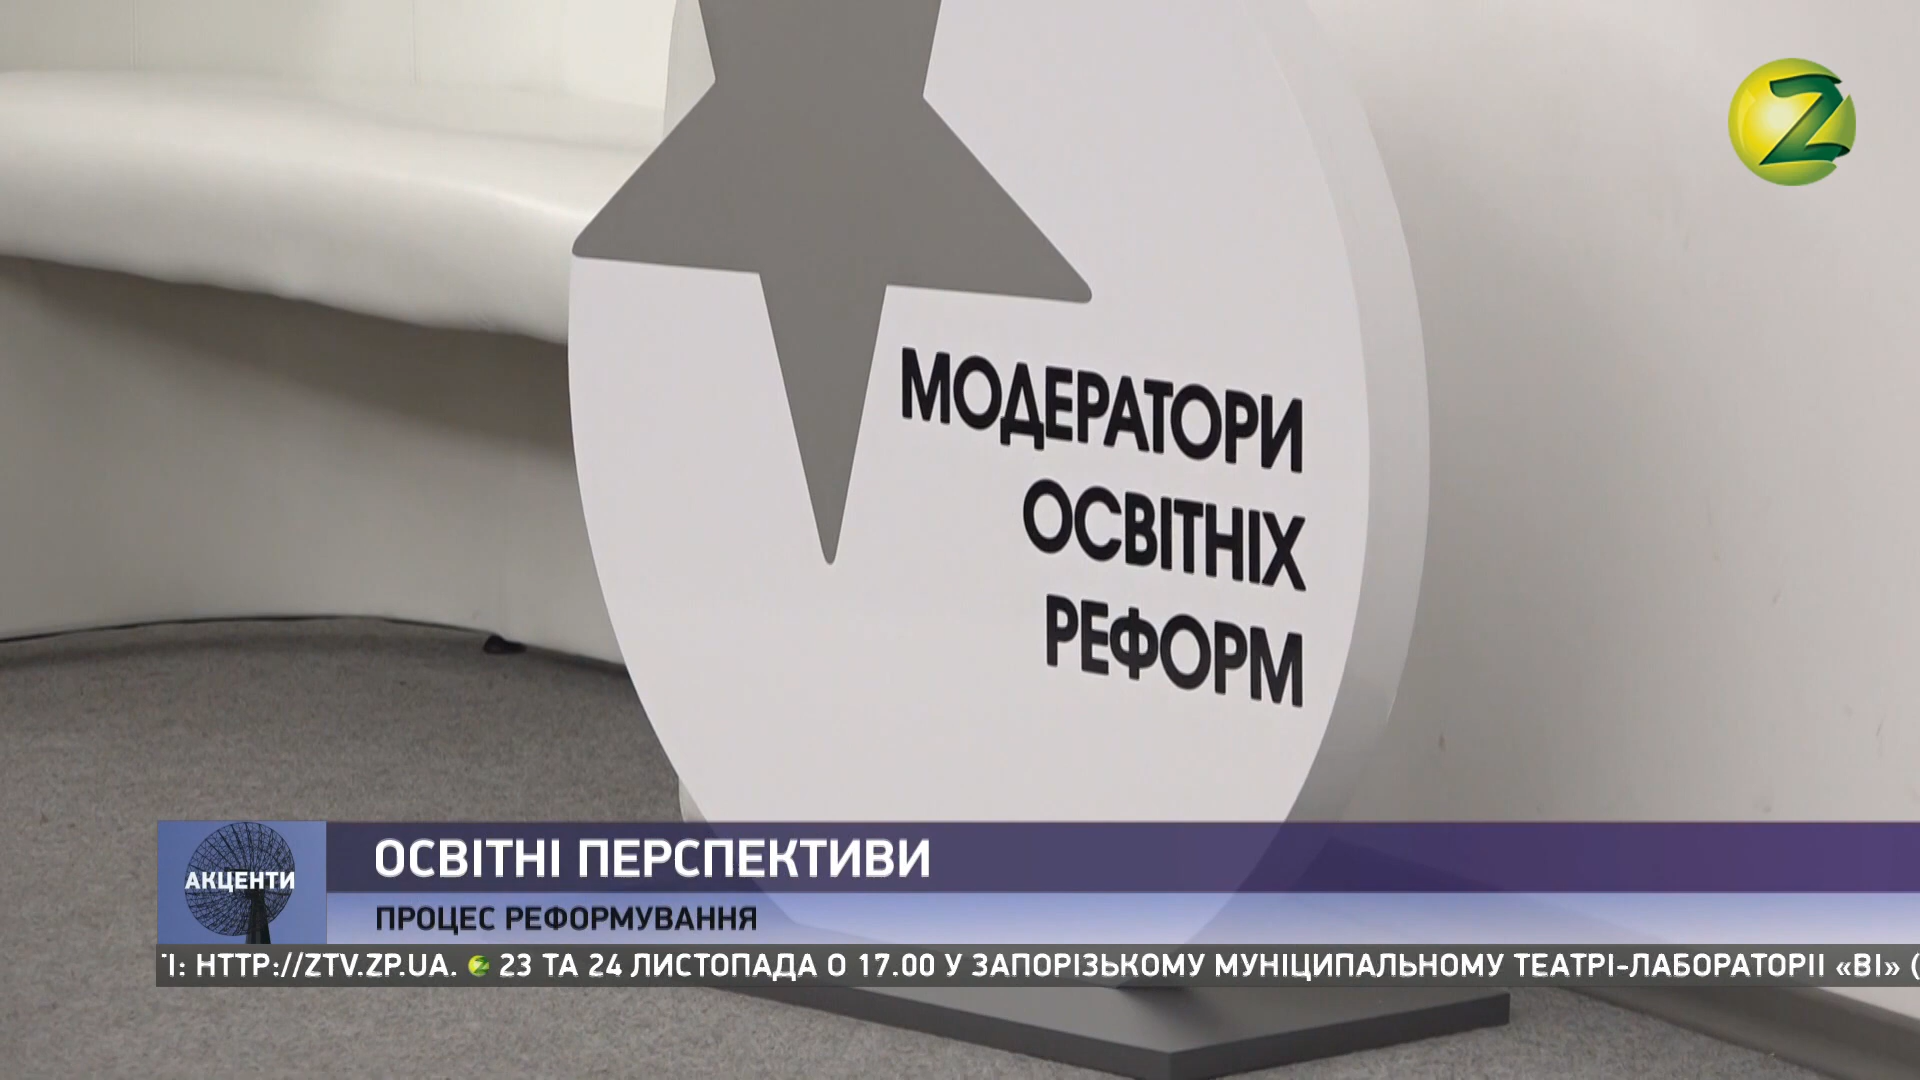 Z
МОДЕРАТОРИ
ОСВІТНІХ
РЕФОРМ
АКЦЕНТИ
ОСВІТНІ ПЕРСПЕКТИВИ
ПРОЦЕС РЕФОРМУВАННЯ
І: HTTP://ZTV.ZP.UA. 23 ТА 24 ЛИСТОПАДА О 17.00 У ЗАПОРІЗЬКОМУ МУНІЦИПАЛЬНОМУ ТЕАТРІ-ЛАБОРАТОРІІ «ВІ» (